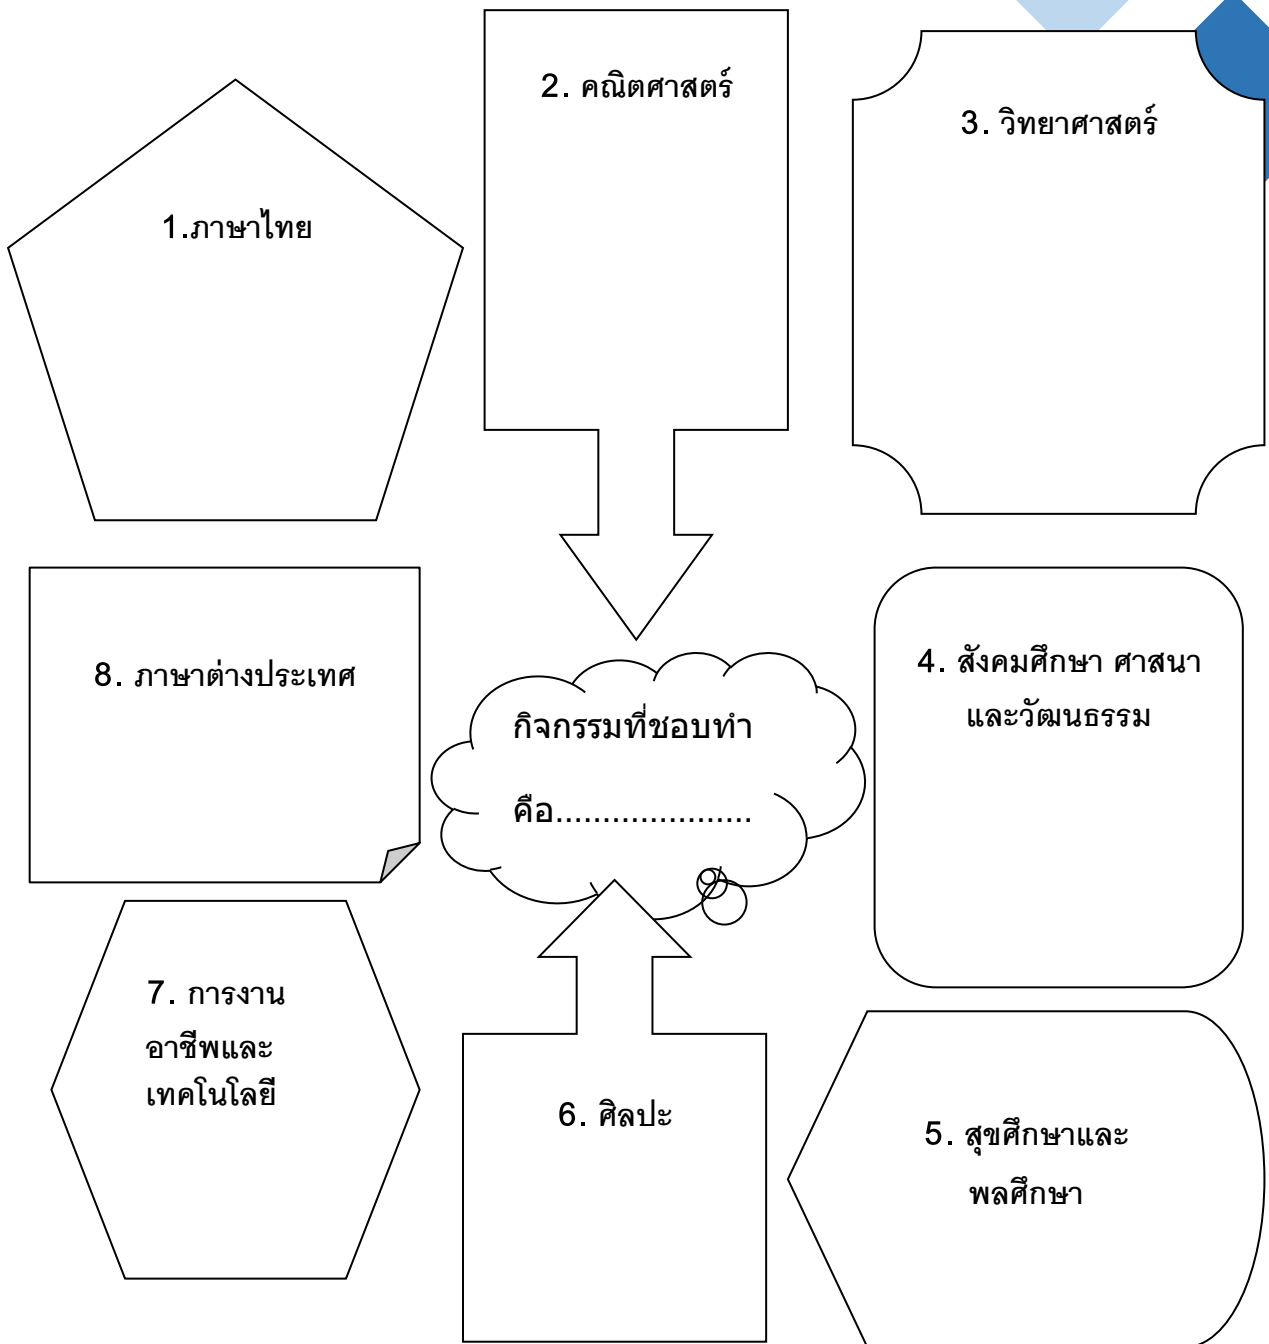 2. คณิตศาสตร์
3. วิทยาศาสตร์
1.ภาษาไทย
8. ภาษาต่างประเทศ
กิจกรรมที่ชอบทำ
คือ.....................
4. สังคมศึกษา ศาสนา
และวัฒนธรรม
7. การงาน
อาชีพและ
เทคโนโลยี
6. ศิลปะ
5. สุขศึกษาและ
พลศึกษา